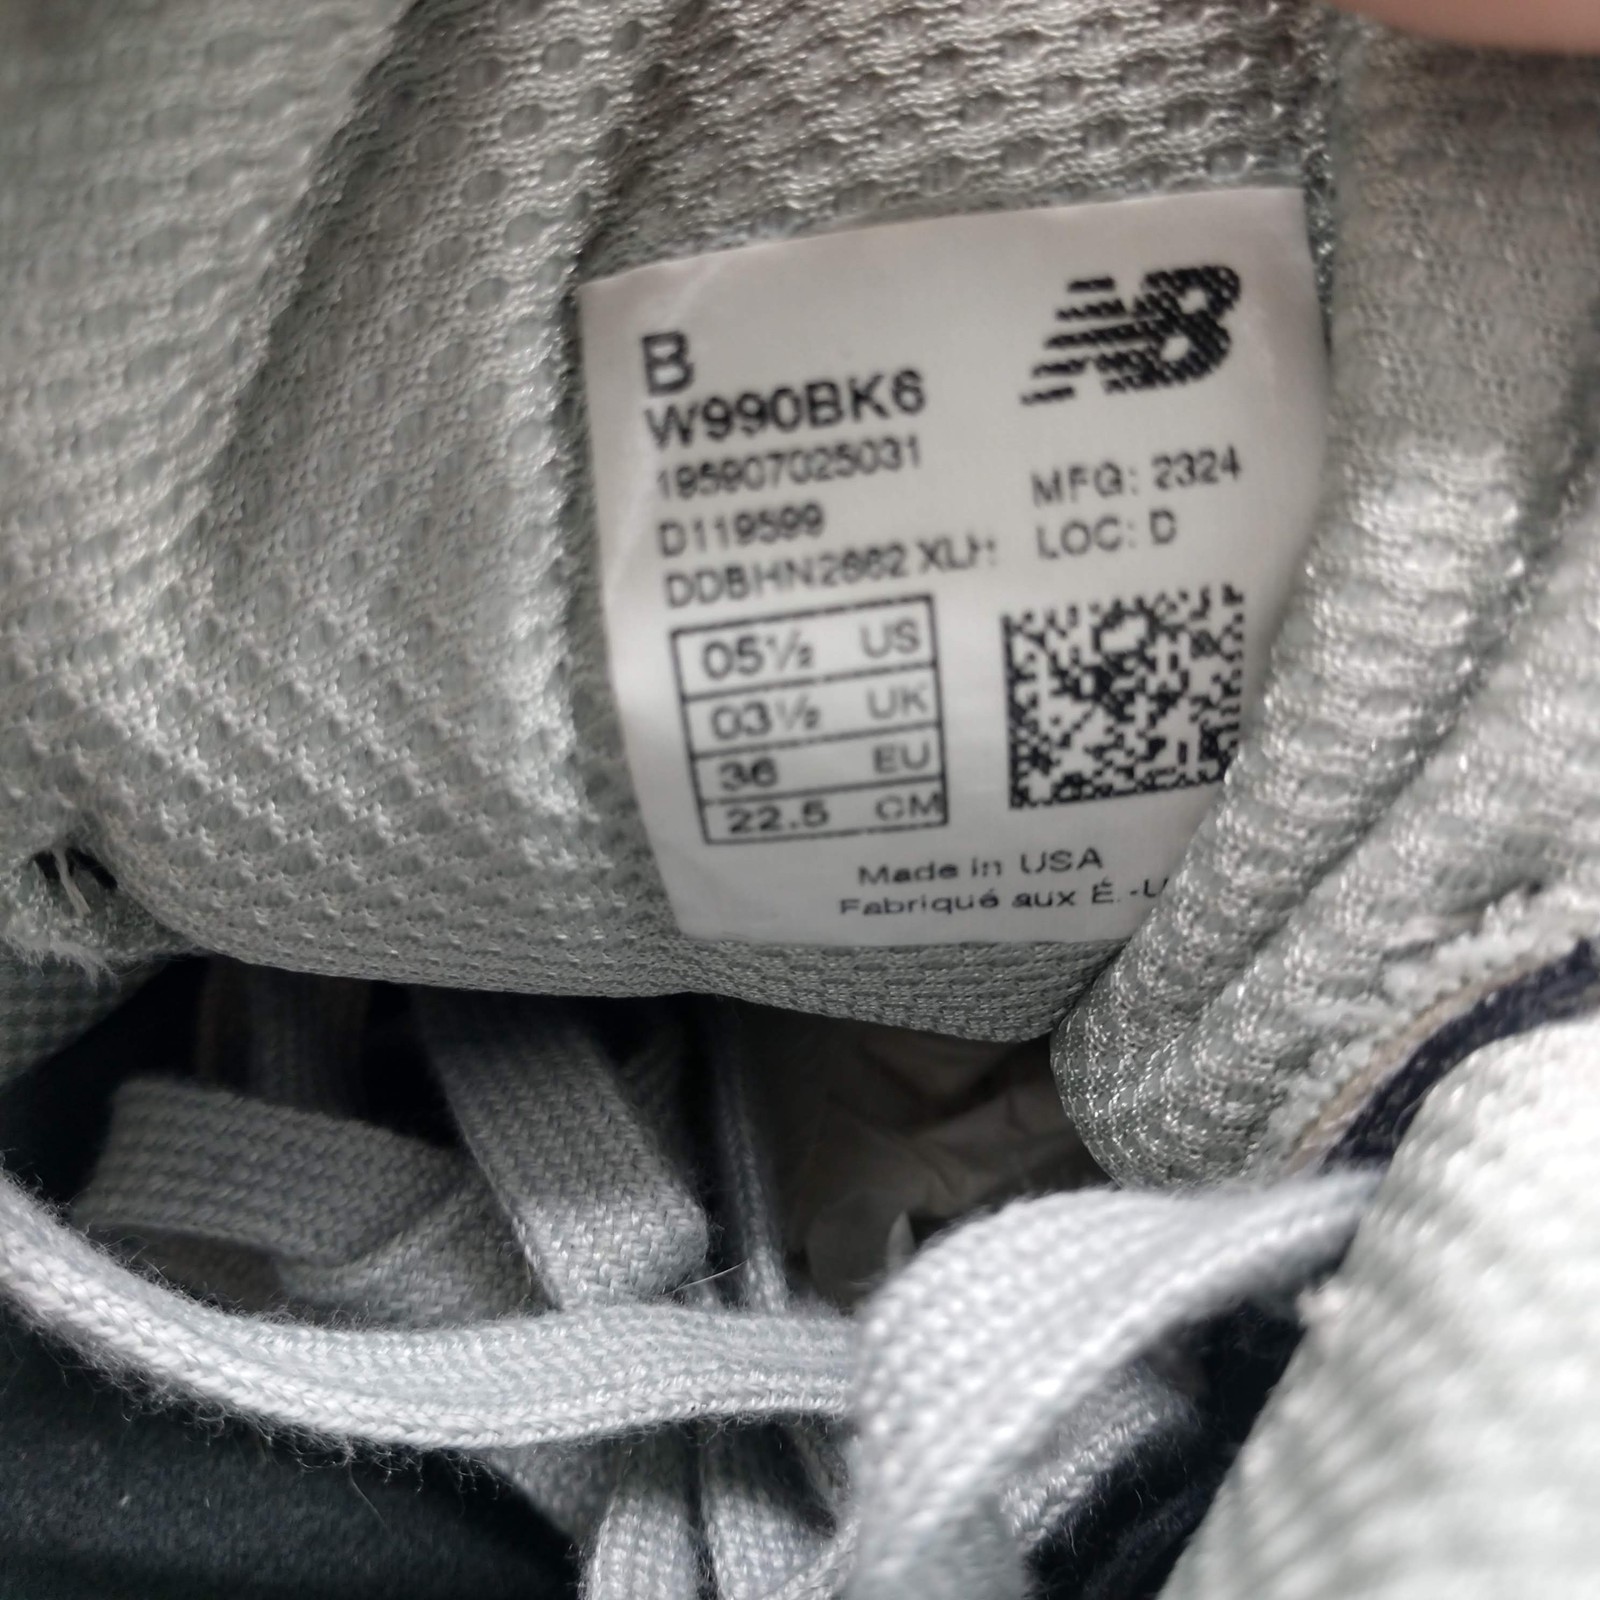 B
NB
W990BK6
195907025031
MFG: 2324
D119599
LOC: D
DDBHN2662 XLH
05½ US
03½ UK
36 EU
22.5 CM
Made in USA
Fabriqué aux É.-U